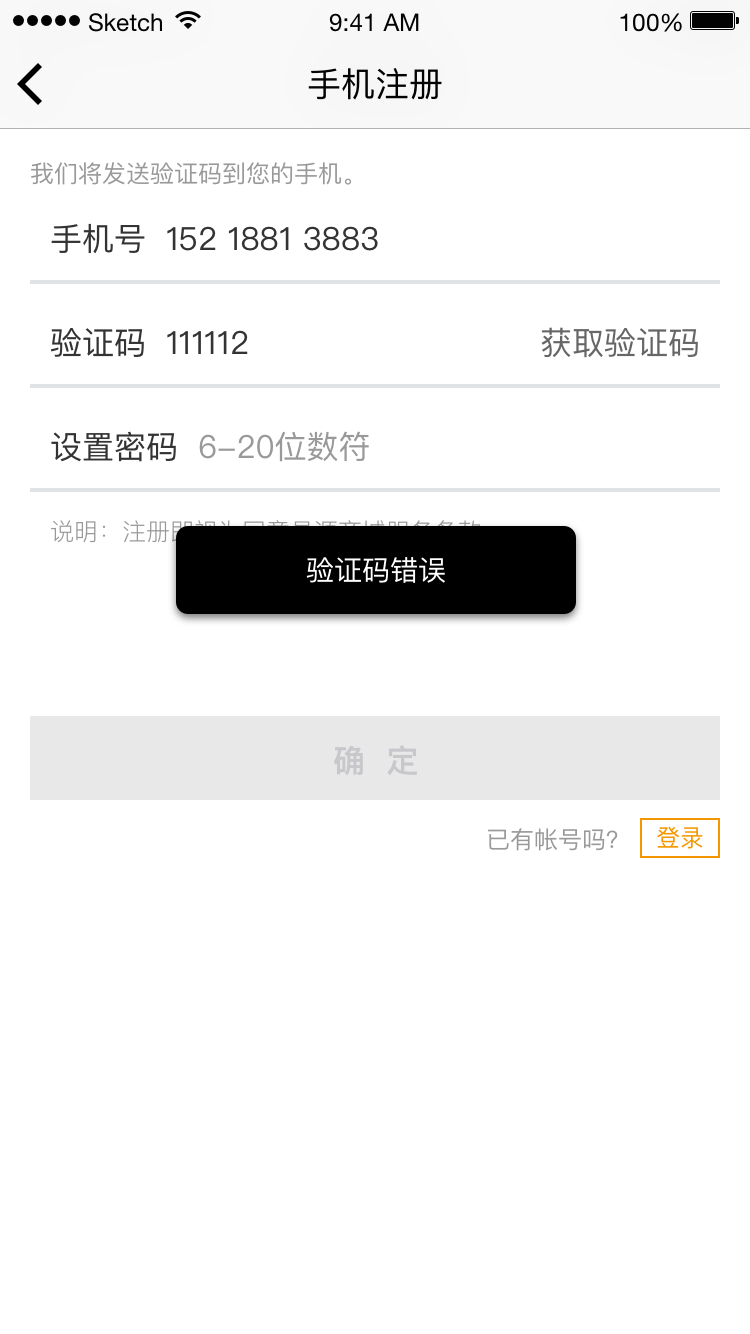 Sketch 9:41 AM 100%
手机注册
我们将发送验证码到您的手机。
手机号 152 1881 3883
验证码 111112 获取验证码
设置密码 6-20位数符
说明：注册
验证码错误
确 定
已有帐号吗? 登录